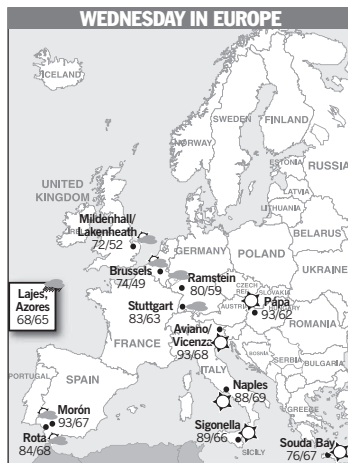 WEDNESDAY IN EUROPE
ICELAND
SWEDEN
FINLAND
NORWAY
ESTONIA
RUSSIA
LATVIA
LITHUANIA
UNITED
KINGDOM
BELARUS
Mildenhall/
Lakenheath
72/52
GERMANY
POLAND
UKRAINE
Brussels
74/49
Ramstein
80/59
CZECH
SLOVAKIA
Lajes,
Azores
68/65
Stuttgart
83/63
Pápa
93/62
FRANCE
Aviano/
Vicenza
93/68
ROMANIA
BOSNIA
SERBIA
BULGARIA
ITALY
PORTUGAL
SPAIN
Naples
88/69
Morón
93/67
GREECE
Rota
84/68
Sigonella
89/66
SICILY
Souda Bay
76/67